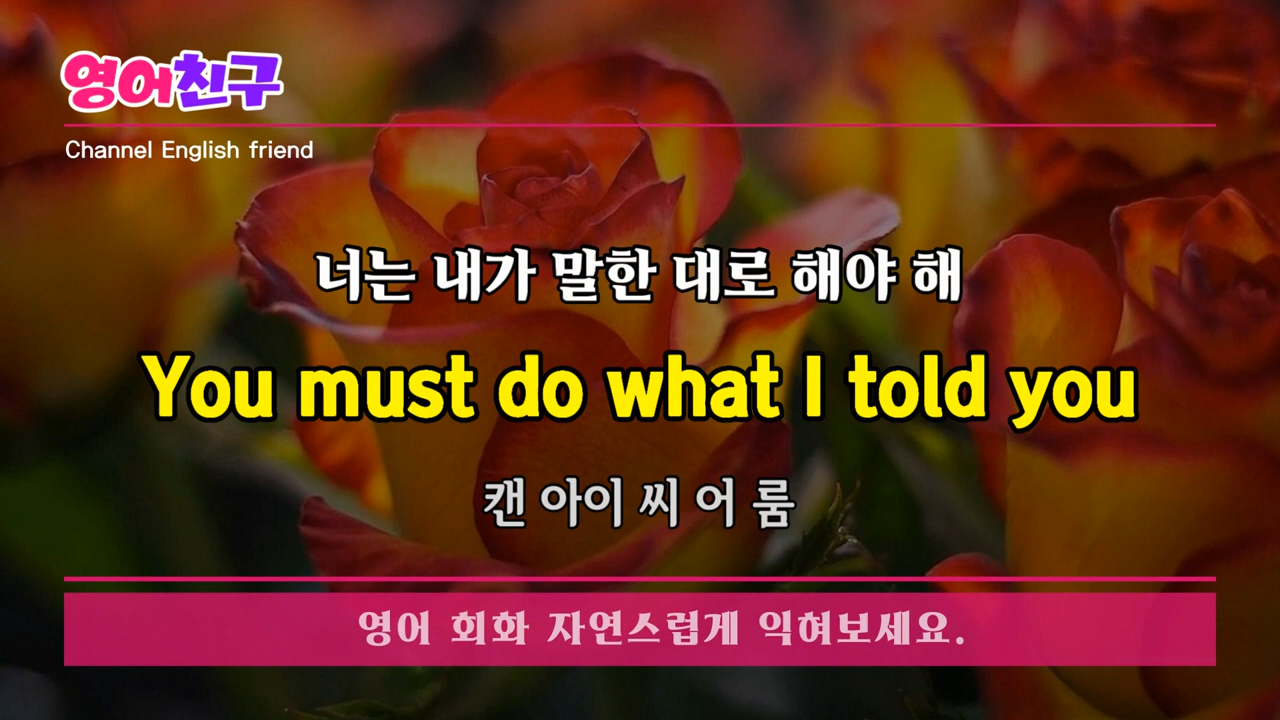 영어친구
Channel English friend
너는 내가 말한 대로 해야 해
You must do what I told you
캔 아이 씨 어 룸
영어 회화 자연스럽게 익혀보세요.